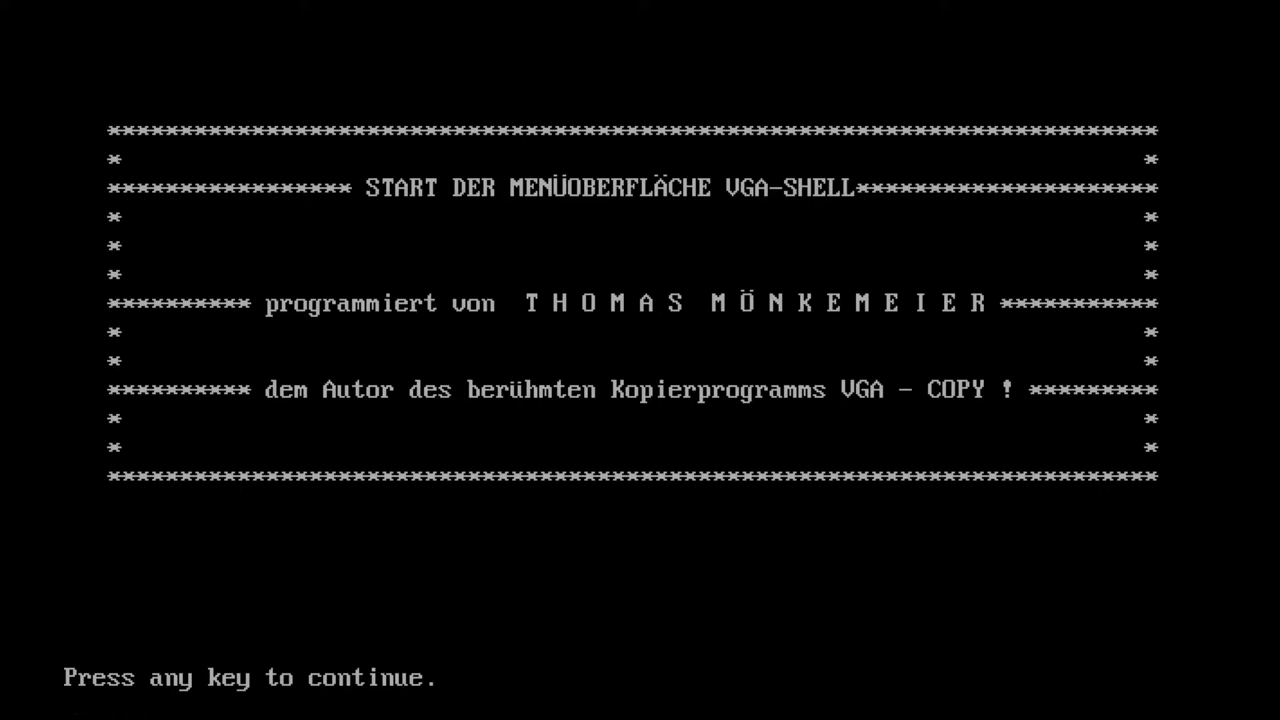 *************************************************************************
* *
***************** START DER MENÜOBERFLÄCHE VGA-SHELL*********************
* *
* *
* *
********** programmiert von T H O M A S M Ö N K E M E I E R ***********
* *
* *
********** dem Autor des berühmten Kopierprogramms VGA - COPY ! *********
* *
* *
*************************************************************************
Press any key to continue.